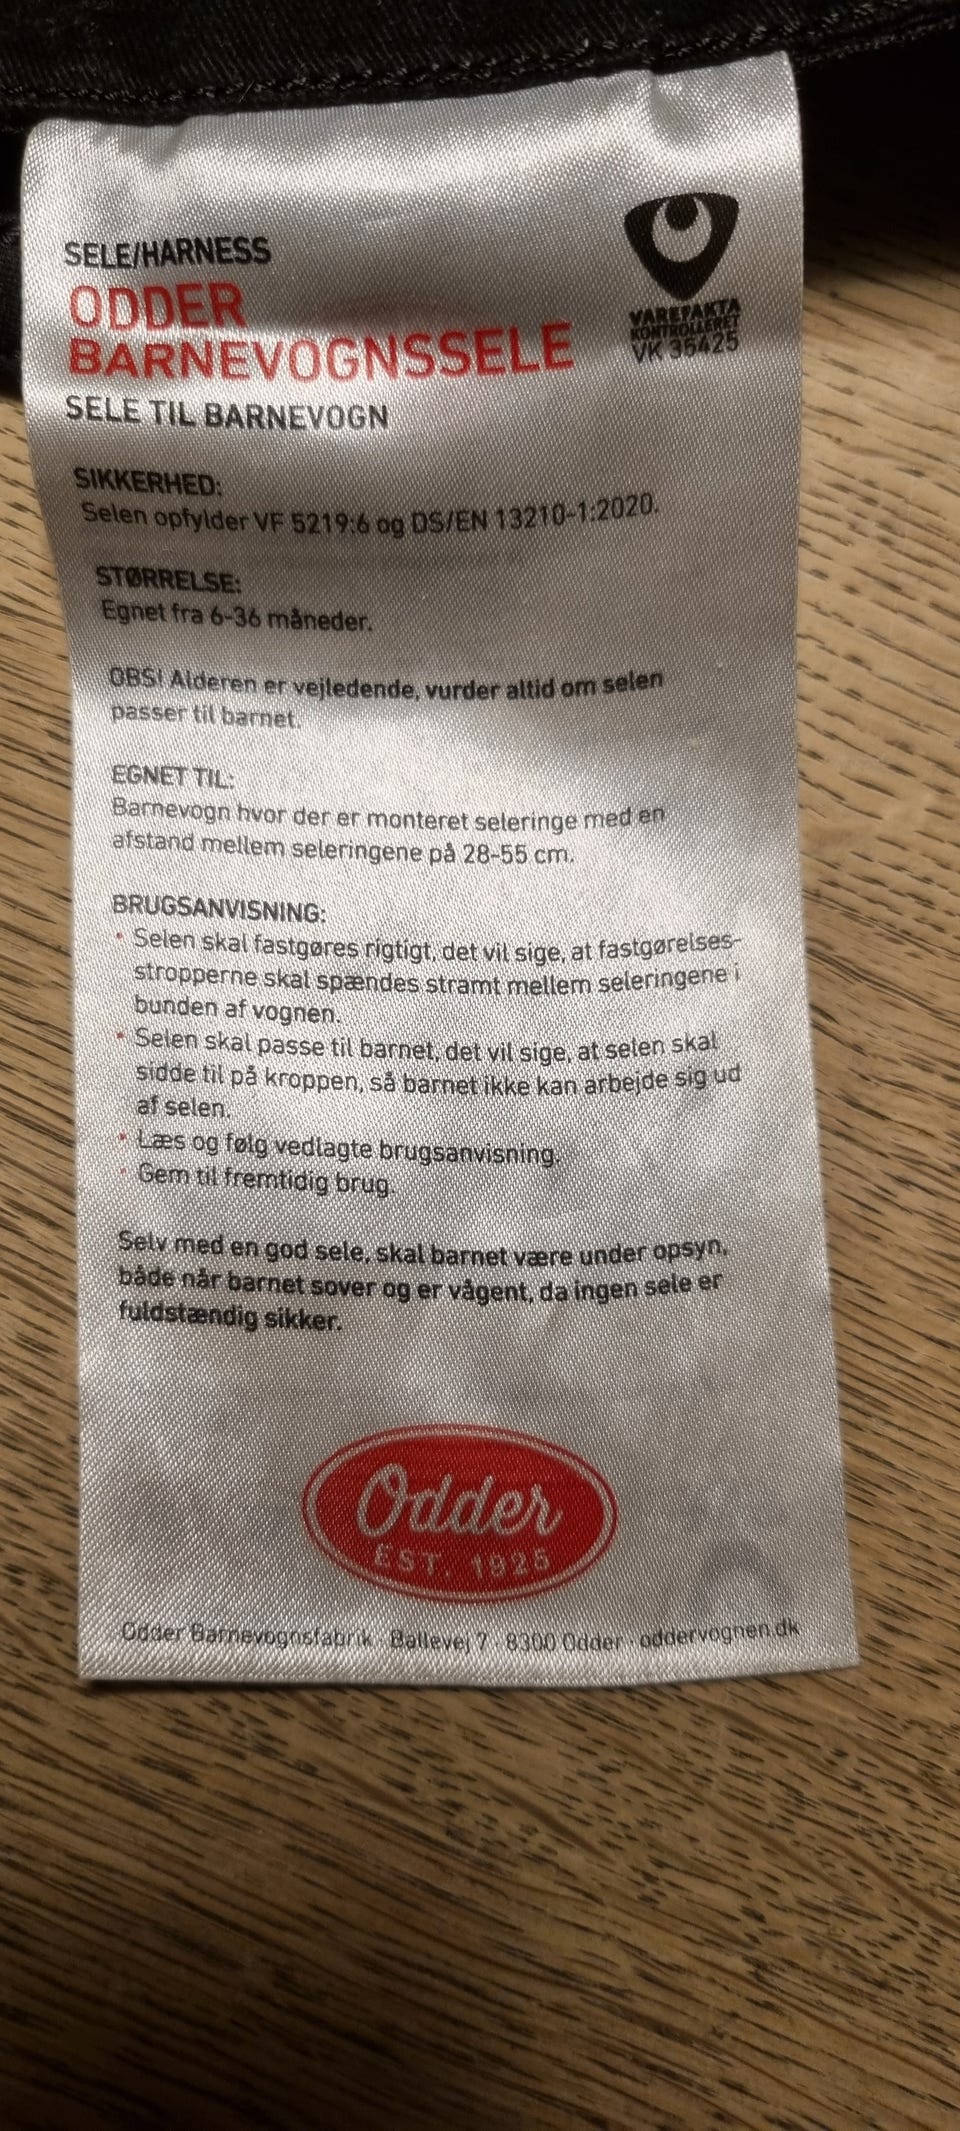 SELE/HARNESS
ODDER
BARNEVOGNSSELE
SELE TIL BARNEVOGN
VAREFAKTA
KONTROLLERET
VK 35425
SIKKERHED:
Selen opfylder VF 5219:6 og DS/EN 13210-1:2020.
STØRRELSE:
Egnet fra 6-36 måneder.
OBS! Alderen er vejledende, vurder altid om selen
passer til barnet.
EGNET TIL:
Barnevogn hvor der er monteret seleringe med en
afstand mellem seleringene på 28-55 cm.
BRUGSANVISNING:
• Selen skal fastgøres rigtigt, det vil sige, at fastgørelses-
stropperne skal spændes stramt mellem seleringene i
bunden af vognen.
• Selen skal passe til barnet, det vil sige, at selen skal
sidde til på kroppen, så barnet ikke kan arbejde sig ud
af selen.
• Læs og følg vedlagte brugsanvisning.
• Gem til fremtidig brug.
Selv med en god sele, skal barnet være under opsyn,
både når barnet sover og er vågent, da ingen sele er
fuldstændig sikker.
Odder
EST. 1925
Odder Barnevognsfabrik · Ballevej 7 · 8300 Odder · oddervognen.dk